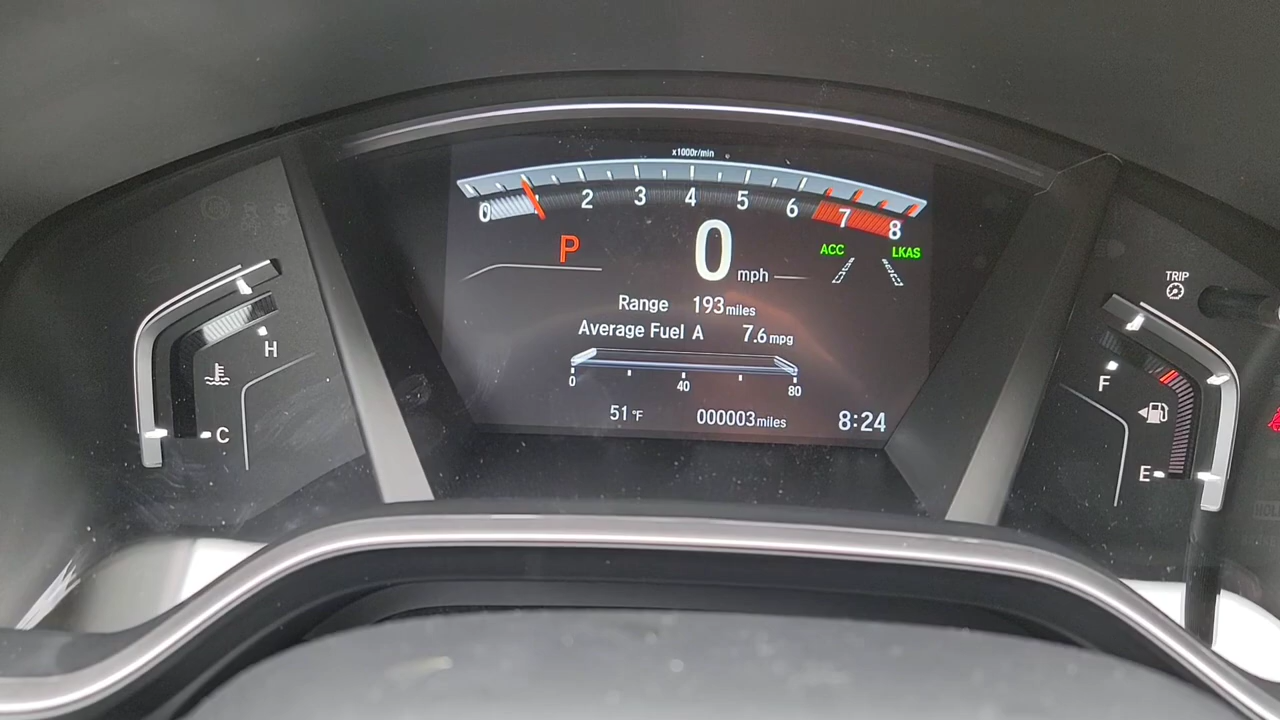 x1000r/min
0 1 2 3 4 5 6 7 8
P 0 mph
ACC LKAS
Range 193 miles
Average Fuel A 7.6 mpg
0 40 80
51°F 000003 miles 8:24
H
C
TRIP
F
E